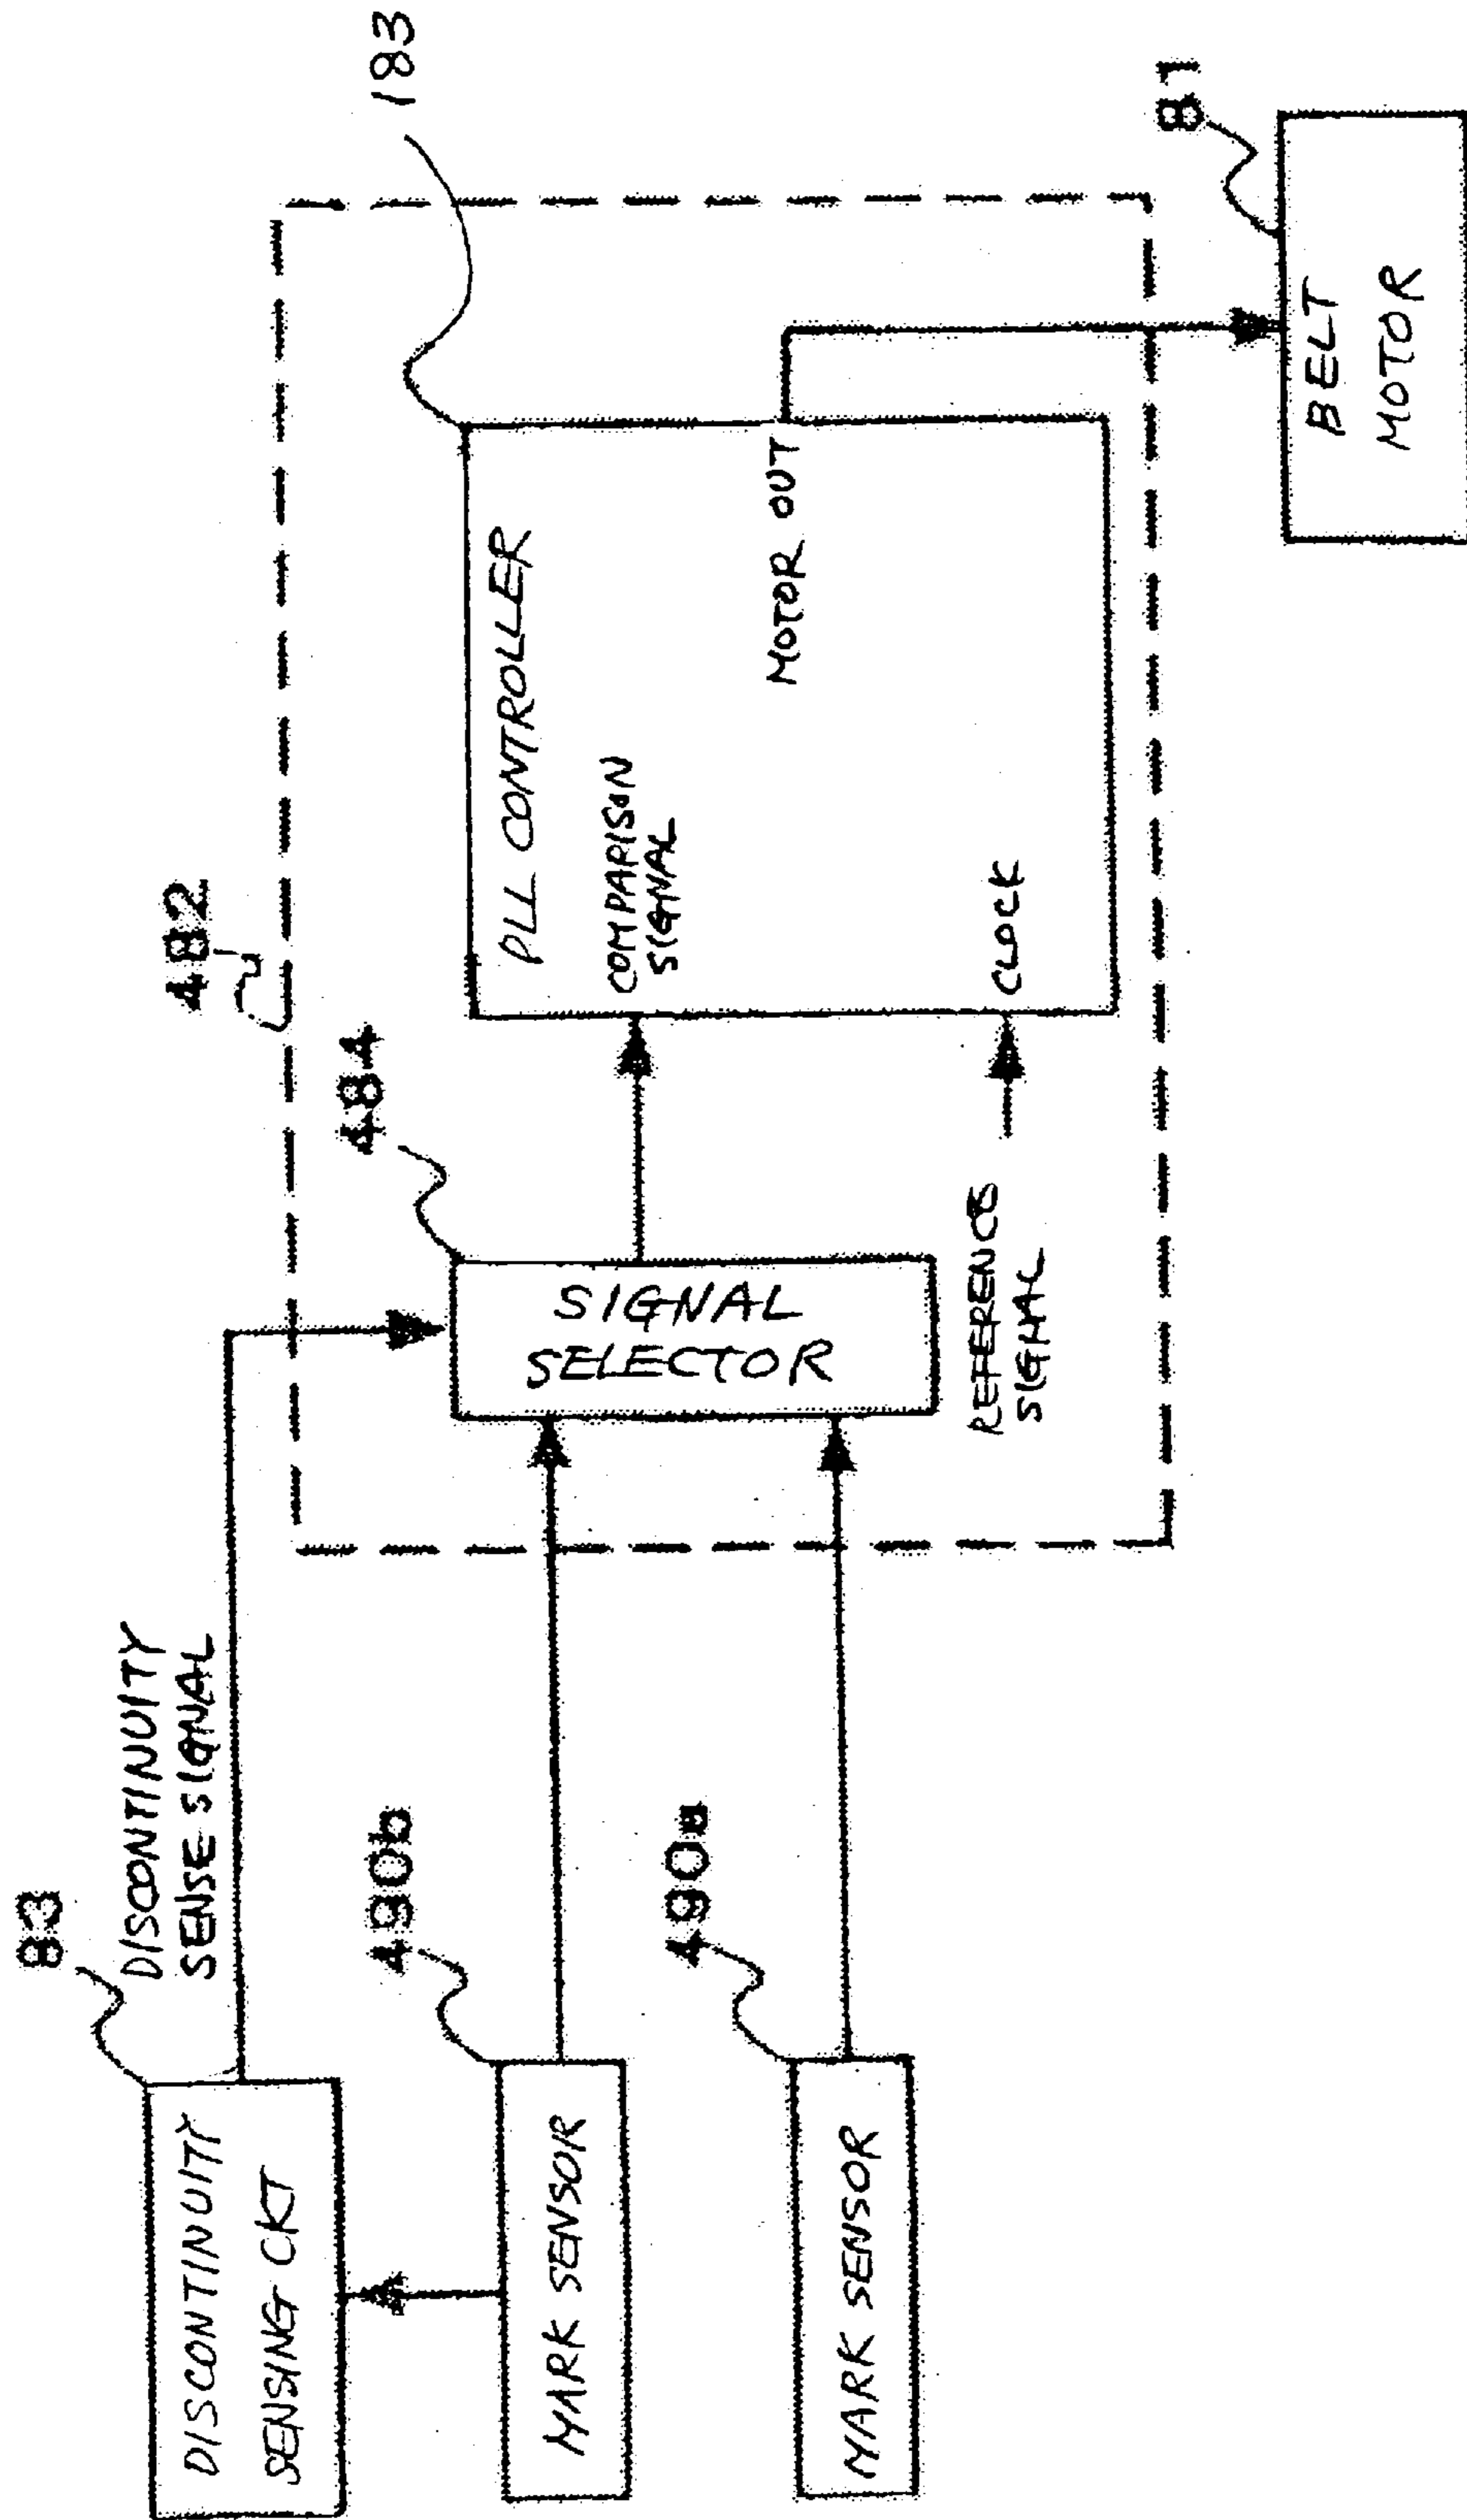 83
DISCONTINUITY
SENSING CKT
DISCONTINUITY
SENSE SIGNAL
490b
MARK SENSOR
490a
MARK SENSOR
482
484
SIGNAL
SELECTOR
REFERENCE
SIGNAL
183
PLL CONTROLLER
COMPARISON
SIGNAL
MOTOR OUT
CLOCK
81
BELT
MOTOR